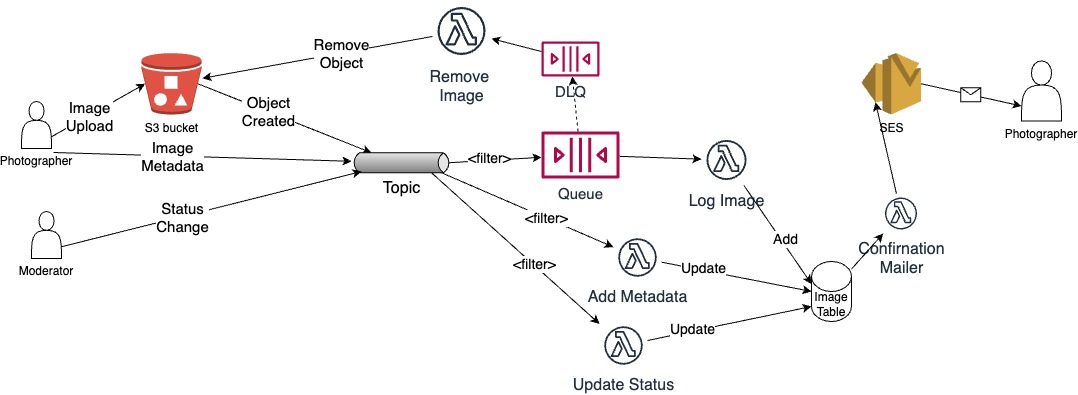 Remove
Object
Remove
Image
DLQ
SES
Photographer
Image
Upload
Photographer
S3 bucket
Object
Created
Image
Metadata
Topic
<filter>
Queue
Log Image
<filter>
<filter>
Status
Change
Moderator
Add
Confirnation
Mailer
Add Metadata
Update
Image
Table
Update
Update Status